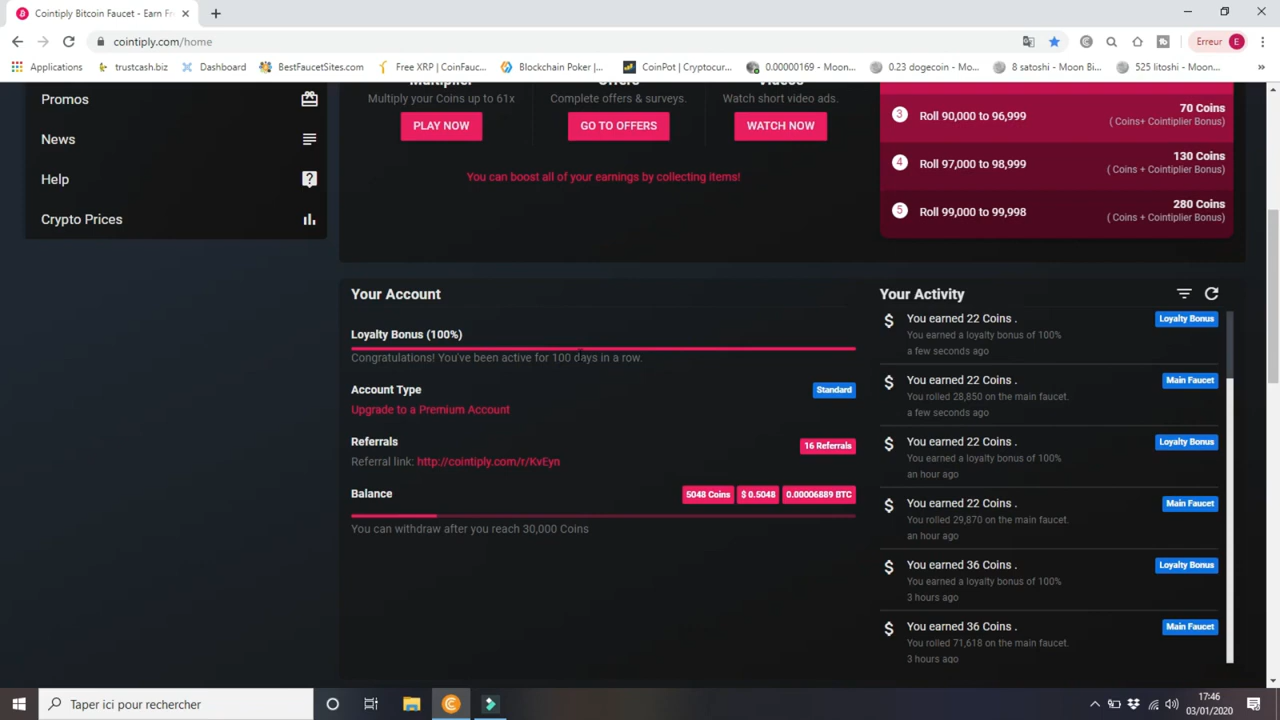 Cointiply Bitcoin Faucet - Earn Fr
cointiply.com/home
Erreur E
Applications
trustcash.biz
Dashboard
BestFaucetSites.com
Free XRP | CoinFauc...
Blockchain Poker |...
CoinPot | Cryptocur...
0.00000169 - Moon...
0.23 dogecoin - Mo...
8 satoshi - Moon Bi...
525 litoshi - Moon...
Promos
News
Help
Crypto Prices
Multiplier
Multiply your Coins up to 61x
PLAY NOW
Offers
Complete offers & surveys.
GO TO OFFERS
Videos
Watch short video ads.
WATCH NOW
You can boost all of your earnings by collecting items!
3 Roll 90,000 to 96,999 70 Coins
( Coins+ Cointiplier Bonus)
4 Roll 97,000 to 98,999 130 Coins
( Coins + Cointiplier Bonus)
5 Roll 99,000 to 99,998 280 Coins
( Coins + Cointiplier Bonus)
Your Account
Loyalty Bonus (100%)
Congratulations! You've been active for 100 days in a row.
Account Type Standard
Upgrade to a Premium Account
Referrals 16 Referrals
Referral link: http://cointiply.com/r/KvEyn
Balance 5048 Coins $ 0.5048 0.00006889 BTC
You can withdraw after you reach 30,000 Coins
Your Activity
$ You earned 22 Coins . Loyalty Bonus
You earned a loyalty bonus of 100%
a few seconds ago
$ You earned 22 Coins . Main Faucet
You rolled 28,850 on the main faucet.
a few seconds ago
$ You earned 22 Coins . Loyalty Bonus
You earned a loyalty bonus of 100%
an hour ago
$ You earned 22 Coins . Main Faucet
You rolled 29,870 on the main faucet.
an hour ago
$ You earned 36 Coins . Loyalty Bonus
You earned a loyalty bonus of 100%
3 hours ago
$ You earned 36 Coins . Main Faucet
You rolled 71,618 on the main faucet.
3 hours ago
Taper ici pour rechercher
17:46
03/01/2020